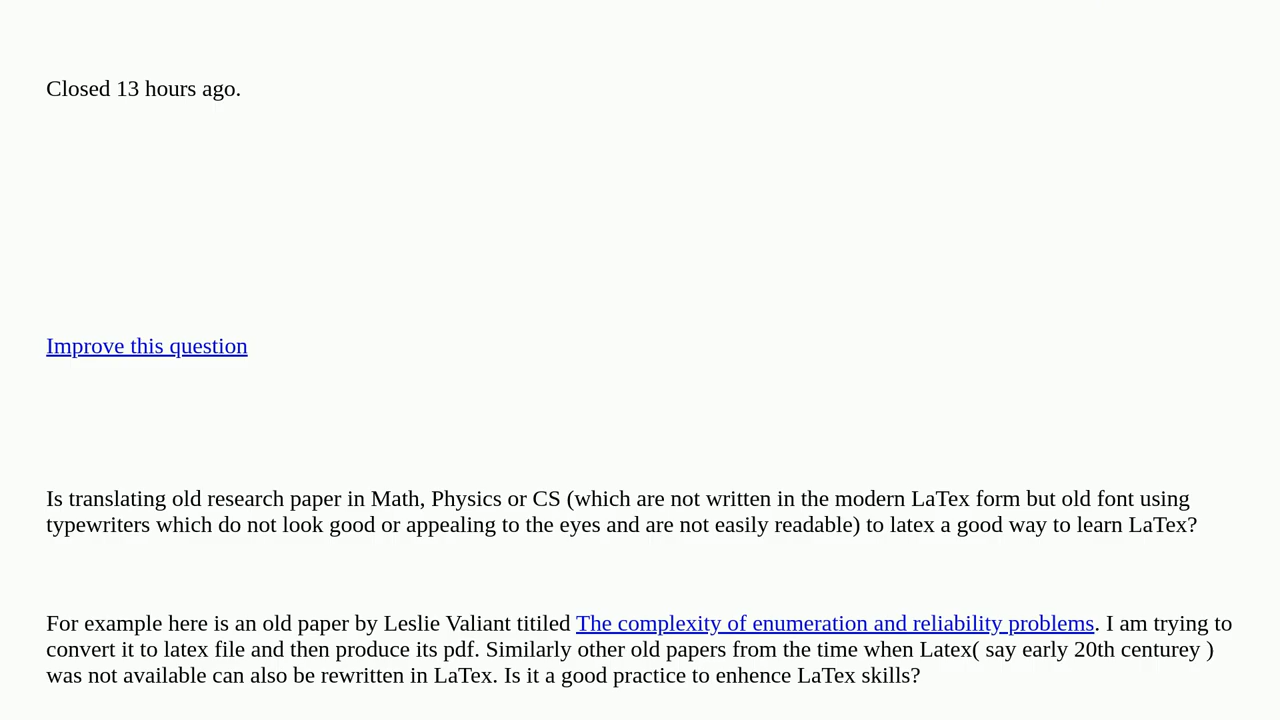 Closed 13 hours ago.
Improve this question
Is translating old research paper in Math, Physics or CS (which are not written in the modern LaTex form but old font using
typewriters which do not look good or appealing to the eyes and are not easily readable) to latex a good way to learn LaTex?
For example here is an old paper by Leslie Valiant titiled The complexity of enumeration and reliability problems. I am trying to
convert it to latex file and then produce its pdf. Similarly other old papers from the time when Latex( say early 20th centurey )
was not available can also be rewritten in LaTex. Is it a good practice to enhence LaTex skills?